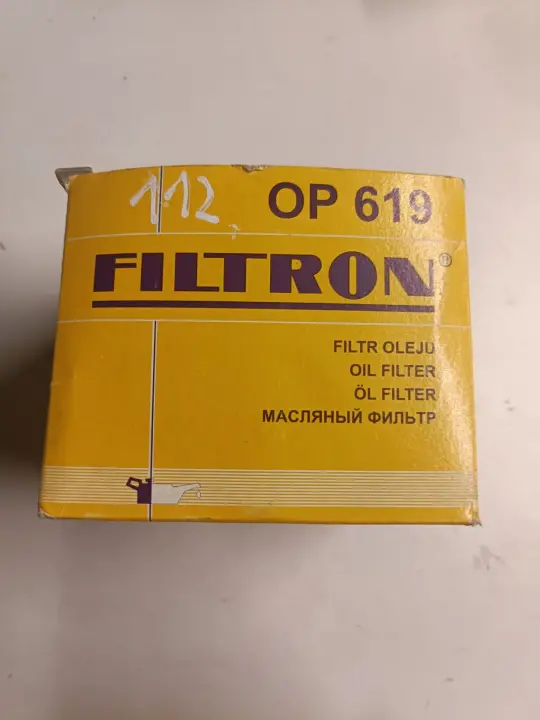 112, OP 619
FILTRON®
FILTR OLEJU
OIL FILTER
ÖL FILTER
МАСЛЯНЫЙ ФИЛЬТР